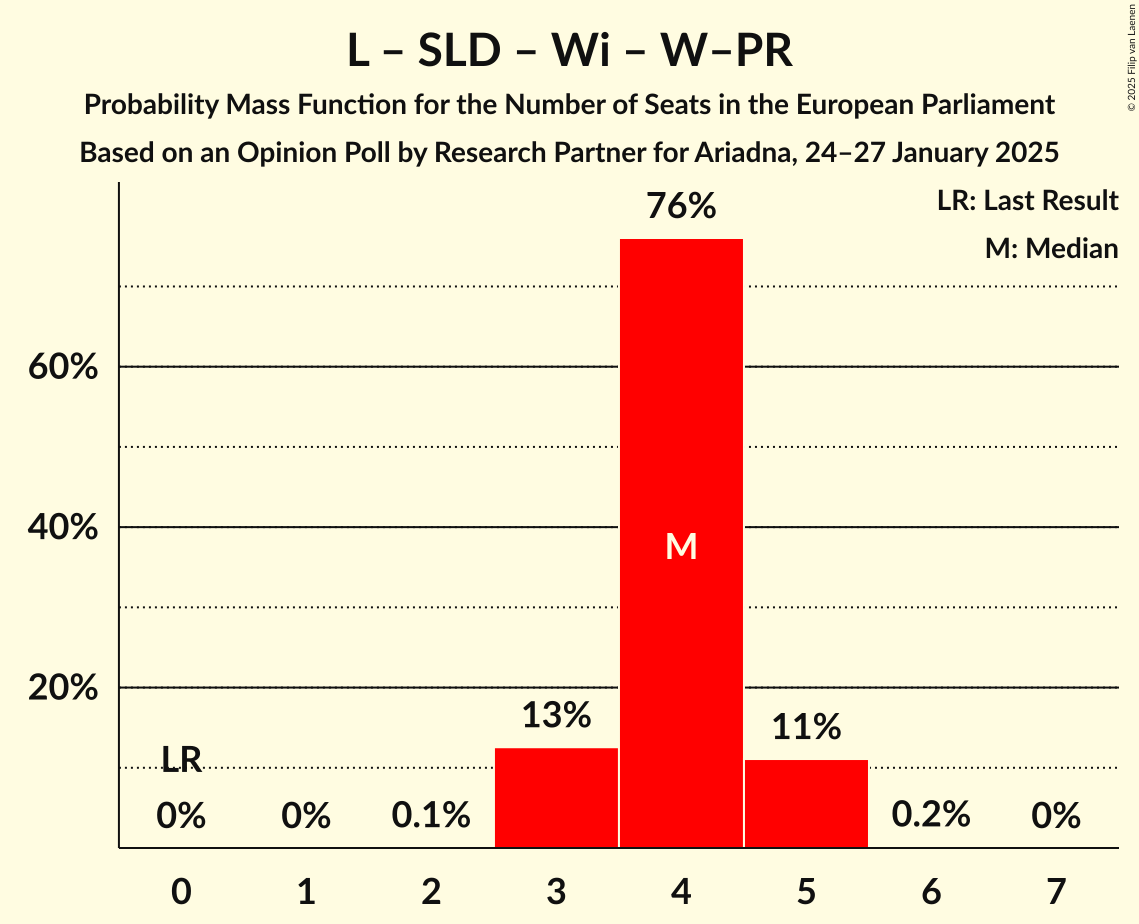 L – SLD – Wi – W–PR
Probability Mass Function for the Number of Seats in the European Parliament
Based on an Opinion Poll by Research Partner for Ariadna, 24–27 January 2025
© 2025 Filip van Laenen
LR: Last Result
M: Median
76%
60%
40%
M
20%
13%
11%
LR
0%
0%
0.1%
0.2%
0%
0 1 2 3 4 5 6 7